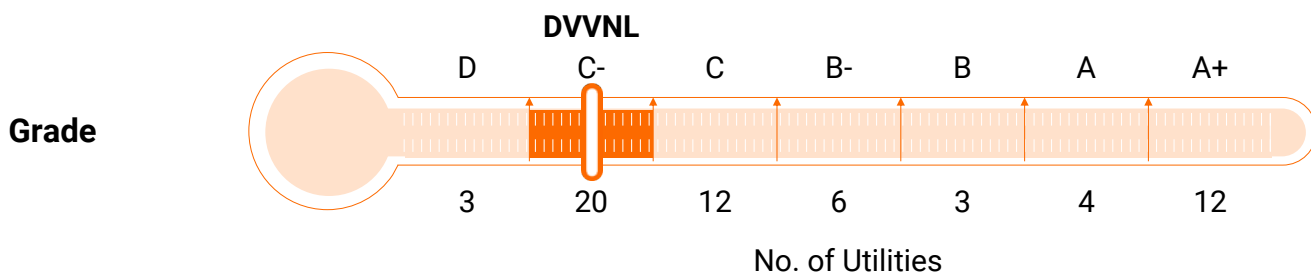 DVVNL
D C- C B- B A A+
Grade
3 20 12 6 3 4 12
No. of Utilities